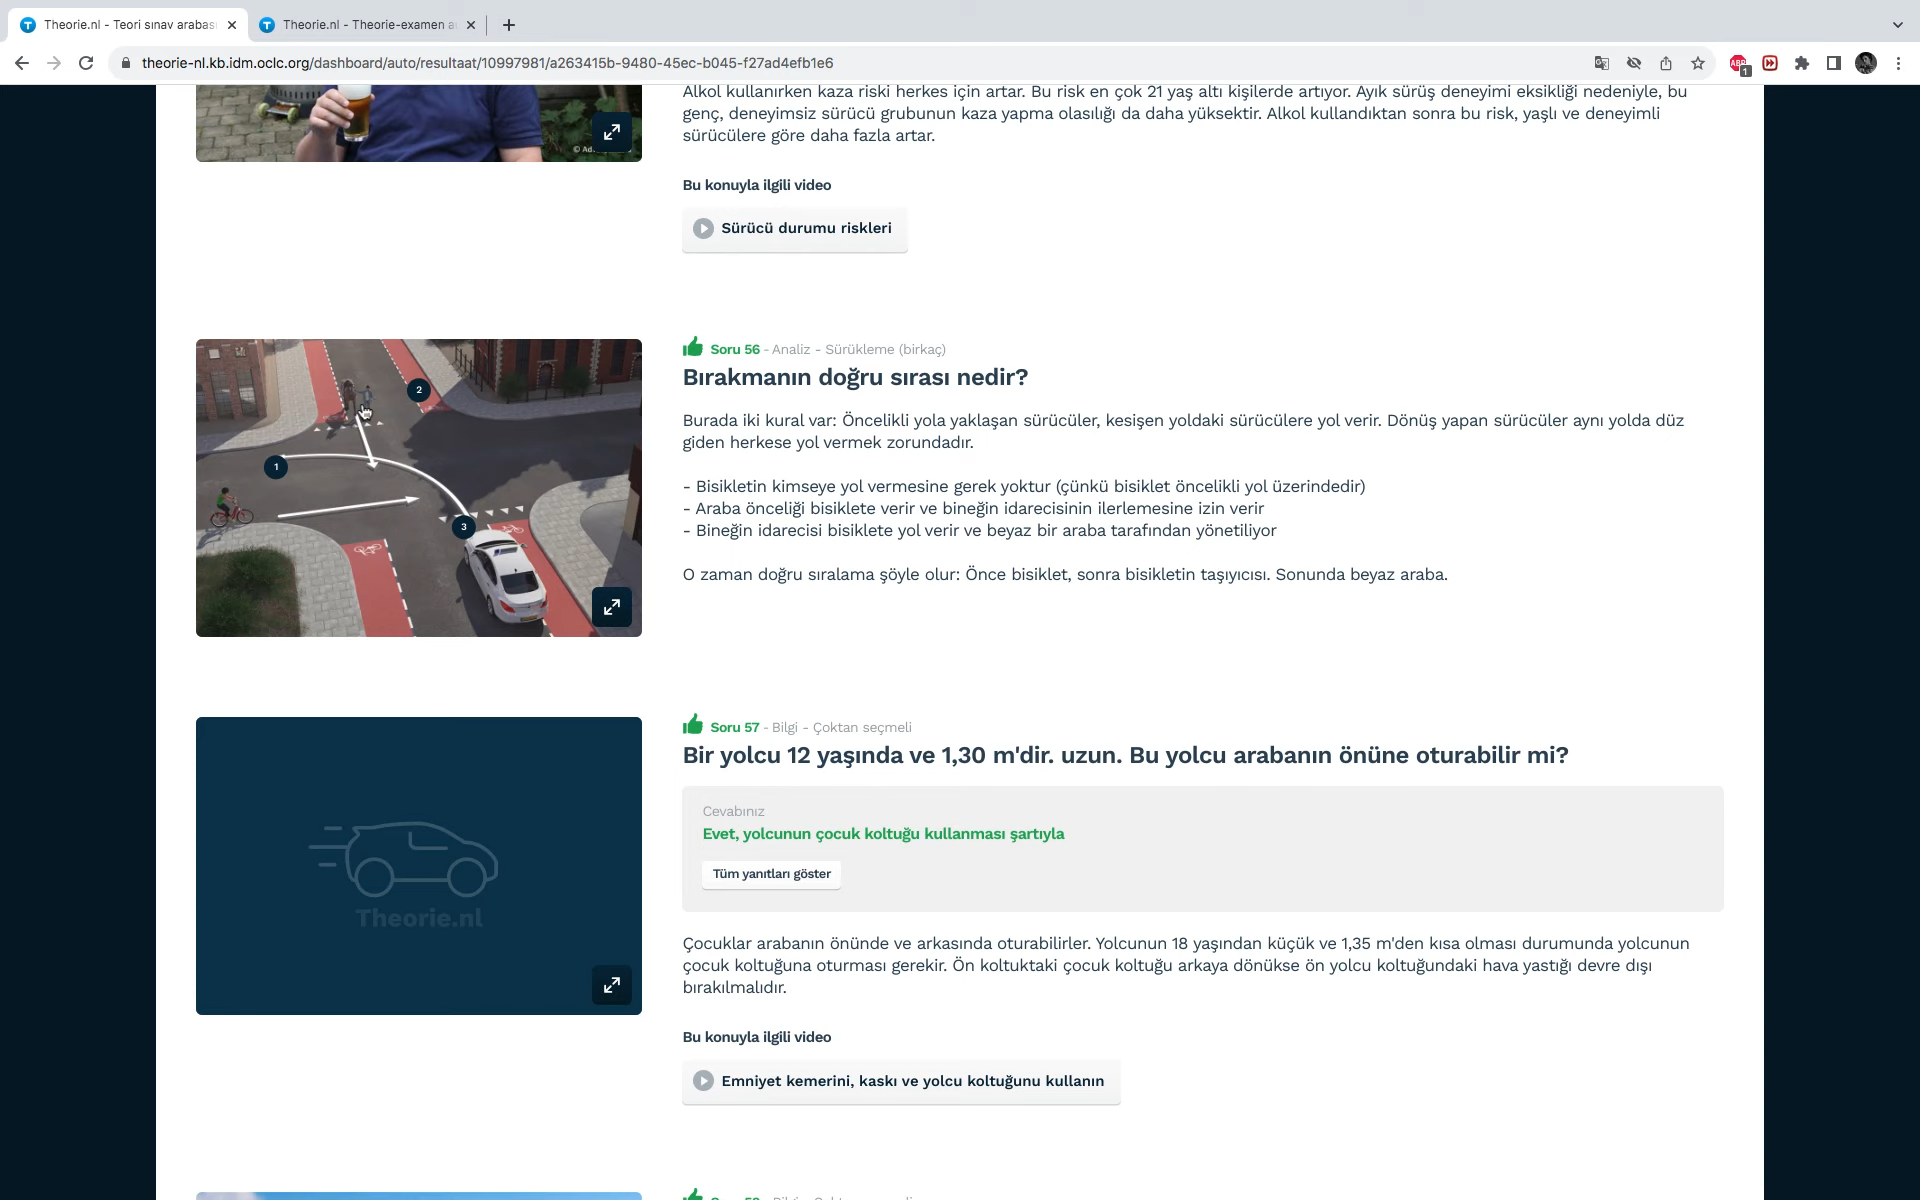 Theorie.nl - Teori sınav arabas
Theorie.nl - Theorie-examen a
theorie-nl.kb.idm.oclc.org/dashboard/auto/resultaat/10997981/a263415b-9480-45ec-b045-f27ad4efb1e6
ABP
1
Alkol kullanırken kaza riski herkes için artar. Bu risk en çok 21 yaş altı kişilerde artıyor. Ayık sürüş deneyimi eksikliği nedeniyle, bu
genç, deneyimsiz sürücü grubunun kaza yapma olasılığı da daha yüksektir. Alkol kullandıktan sonra bu risk, yaşlı ve deneyimli
sürücülere göre daha fazla artar.
© Ad
Bu konuyla ilgili video
Sürücü durumu riskleri
Soru 56 - Analiz - Sürükleme (birkaç)
Bırakmanın doğru sırası nedir?
Burada iki kural var: Öncelikli yola yaklaşan sürücüler, kesişen yoldaki sürücülere yol verir. Dönüş yapan sürücüler aynı yolda düz
giden herkese yol vermek zorundadır.
- Bisikletin kimseye yol vermesine gerek yoktur (çünkü bisiklet öncelikli yol üzerindedir)
- Araba önceliği bisiklete verir ve bineğin idarecisinin ilerlemesine izin verir
- Bineğin idarecisi bisiklete yol verir ve beyaz bir araba tarafından yönetiliyor
O zaman doğru sıralama şöyle olur: Önce bisiklet, sonra bisikletin taşıyıcısı. Sonunda beyaz araba.
2
1
3
Soru 57 - Bilgi - Çoktan seçmeli
Bir yolcu 12 yaşında ve 1,30 m'dir. uzun. Bu yolcu arabanın önüne oturabilir mi?
Cevabınız
Evet, yolcunun çocuk koltuğu kullanması şartıyla
Tüm yanıtları göster
Theorie.nl
Çocuklar arabanın önünde ve arkasında oturabilirler. Yolcunun 18 yaşından küçük ve 1,35 m'den kısa olması durumunda yolcunun
çocuk koltuğuna oturması gerekir. Ön koltuktaki çocuk koltuğu arkaya dönükse ön yolcu koltuğundaki hava yastığı devre dışı
bırakılmalıdır.
Bu konuyla ilgili video
Emniyet kemerini, kaskı ve yolcu koltuğunu kullanın